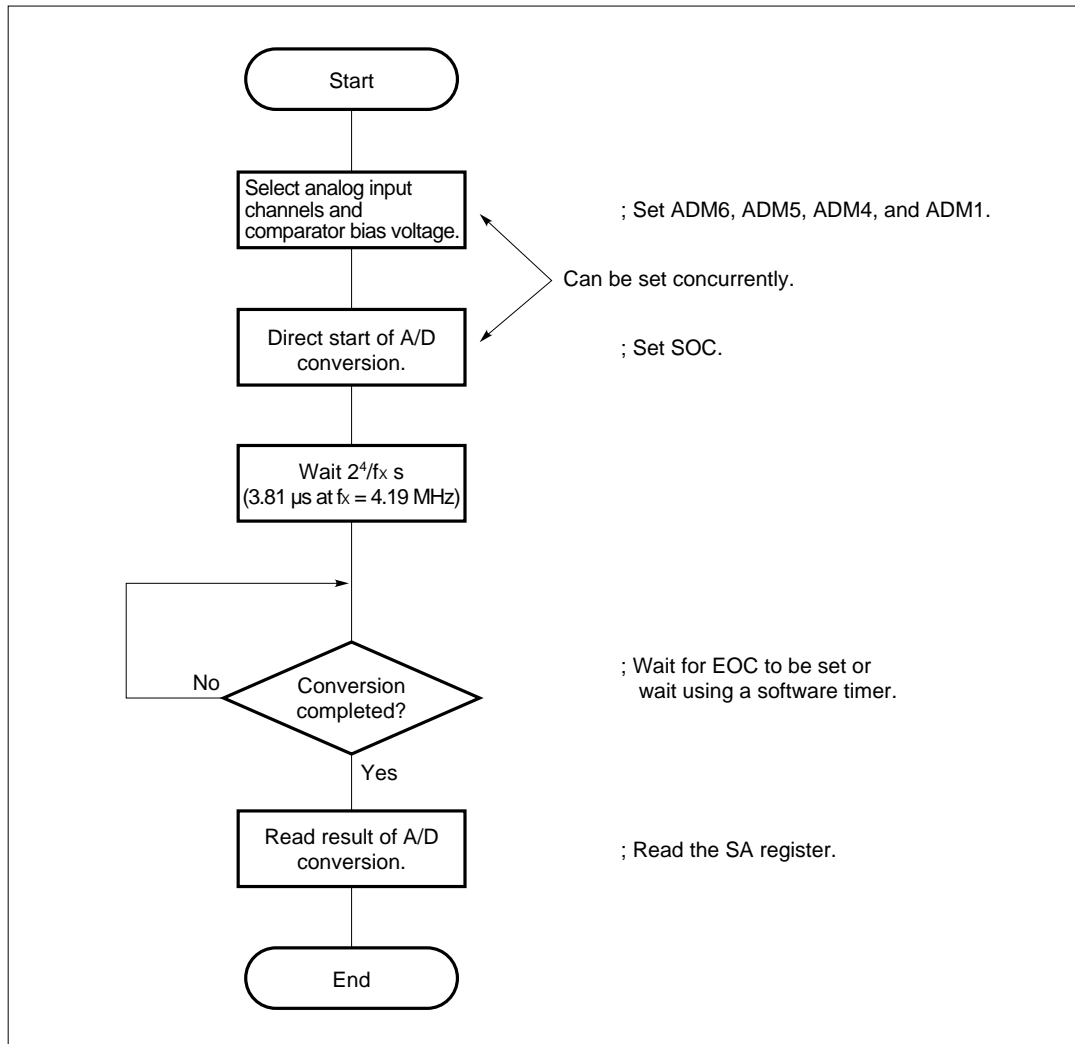 Start
Select analog input
channels and
comparator bias voltage.
; Set ADM6, ADM5, ADM4, and ADM1.
Can be set concurrently.
Direct start of A/D
conversion.
; Set SOC.
Wait 2⁴/fx s
(3.81 µs at fx = 4.19 MHz)
No
Conversion
completed?
; Wait for EOC to be set or
wait using a software timer.
Yes
Read result of A/D
conversion.
; Read the SA register.
End